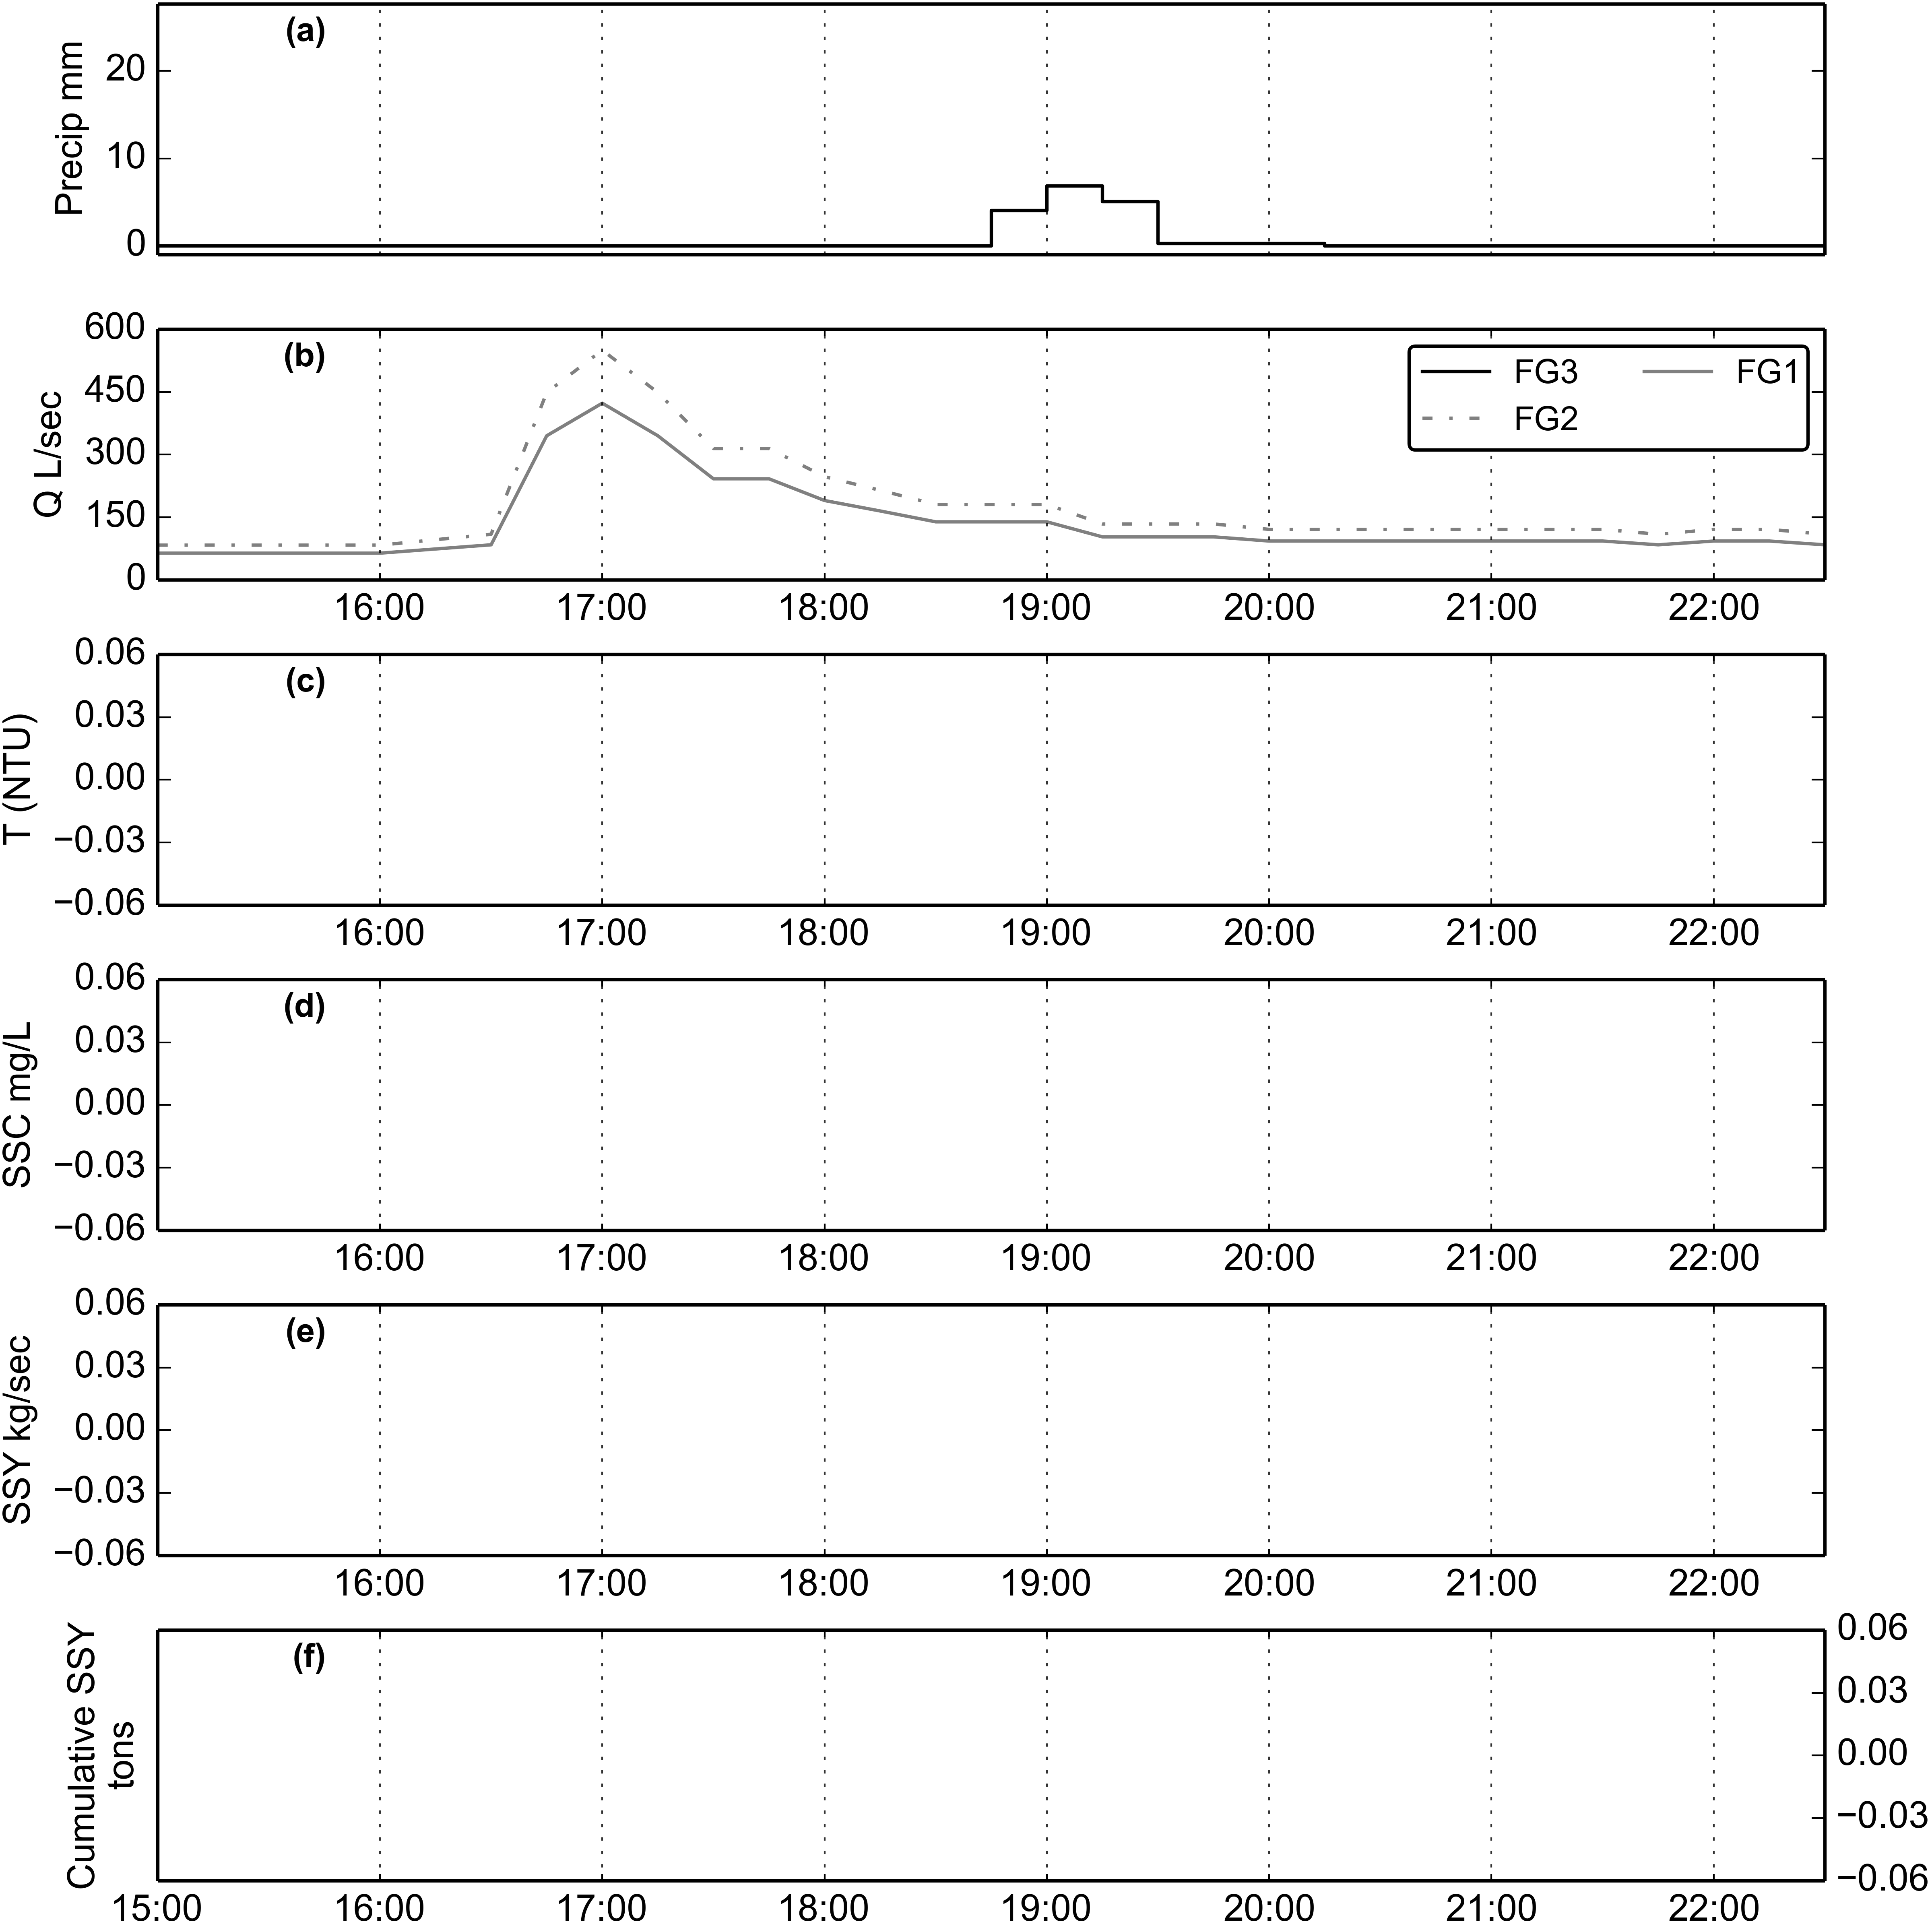 (a)
Precip mm
20
10
0
(b)
Q L/sec
600
450
300
150
0
FG3 FG1
FG2
16:00 17:00 18:00 19:00 20:00 21:00 22:00
(c)
T (NTU)
0.06
0.03
0.00
−0.03
−0.06
16:00 17:00 18:00 19:00 20:00 21:00 22:00
(d)
SSC mg/L
0.06
0.03
0.00
−0.03
−0.06
16:00 17:00 18:00 19:00 20:00 21:00 22:00
(e)
SSY kg/sec
0.06
0.03
0.00
−0.03
−0.06
16:00 17:00 18:00 19:00 20:00 21:00 22:00
(f)
Cumulative SSY
tons
0.06
0.03
0.00
−0.03
−0.06
15:00 16:00 17:00 18:00 19:00 20:00 21:00 22:00